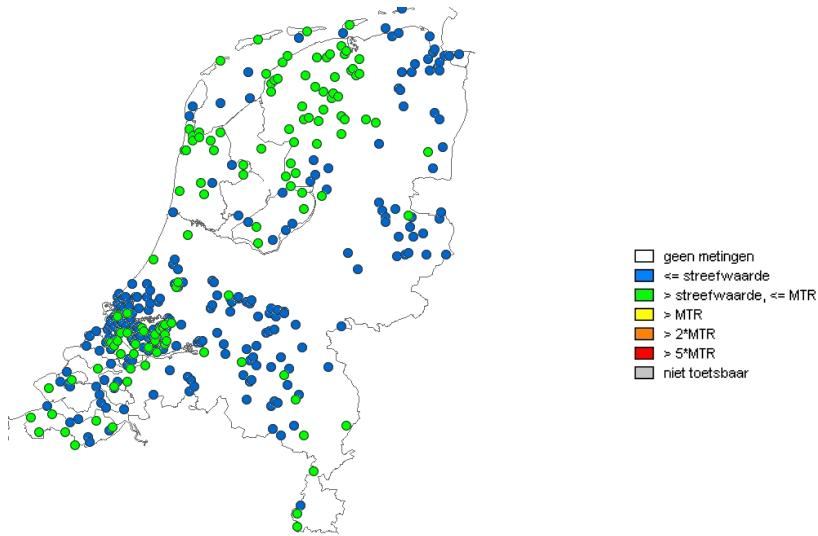 geen metingen
<= streefwaarde
> streefwaarde, <= MTR
> MTR
> 2*MTR
> 5*MTR
niet toetsbaar